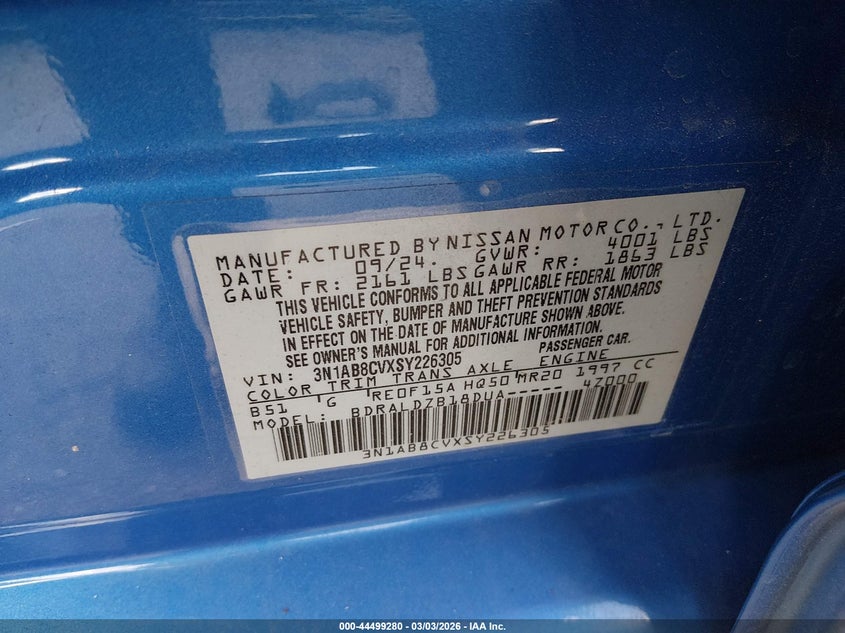 MANUFACTURED BY NISSAN MOTOR CO., LTD.
DATE: 09/24. GVWR: 4001 LBS
GAWR FR: 2161 LBS GAWR RR: 1863 LBS
THIS VEHICLE CONFORMS TO ALL APPLICABLE FEDERAL MOTOR
VEHICLE SAFETY, BUMPER AND THEFT PREVENTION STANDARDS
IN EFFECT ON THE DATE OF MANUFACTURE SHOWN ABOVE.
SEE OWNER'S MANUAL FOR ADDITIONAL INFORMATION.
VIN: 3N1AB8CVXSY226305 PASSENGER CAR.
COLOR TRIM TRANS AXLE ENGINE
B51 'G 'RE0F15A HQ50'MR20 1997 CC
MODEL: BDRALDZB18DUA----- 4Z000
3N1AB8CVXSY226305
000-44499280 - 03/03/2026 - IAA Inc.